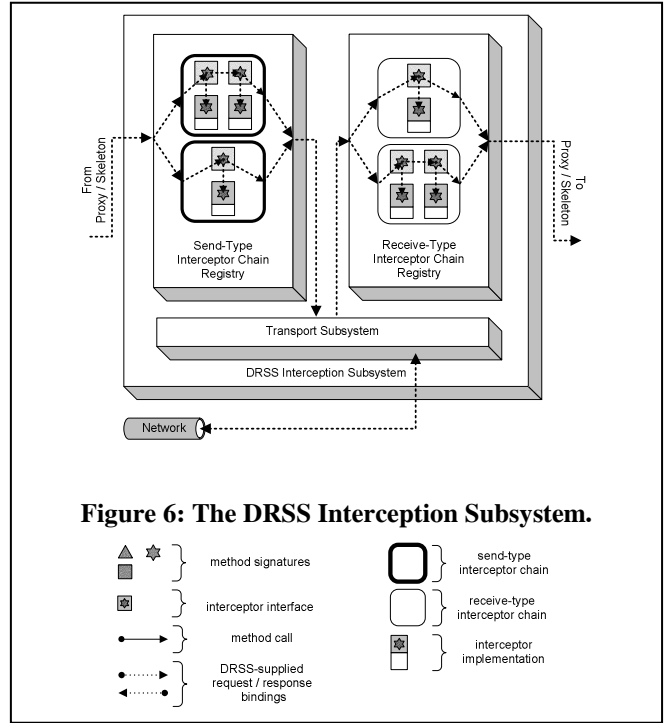 From
Proxy / Skeleton
Send-Type
Interceptor Chain
Registry
Receive-Type
Interceptor Chain
Registry
To
Proxy / Skeleton
Transport Subsystem
DRSS Interception Subsystem
Network
Figure 6: The DRSS Interception Subsystem.
method signatures
interceptor interface
method call
DRSS-supplied
request / response
bindings
send-type
interceptor chain
receive-type
interceptor chain
interceptor
implementation